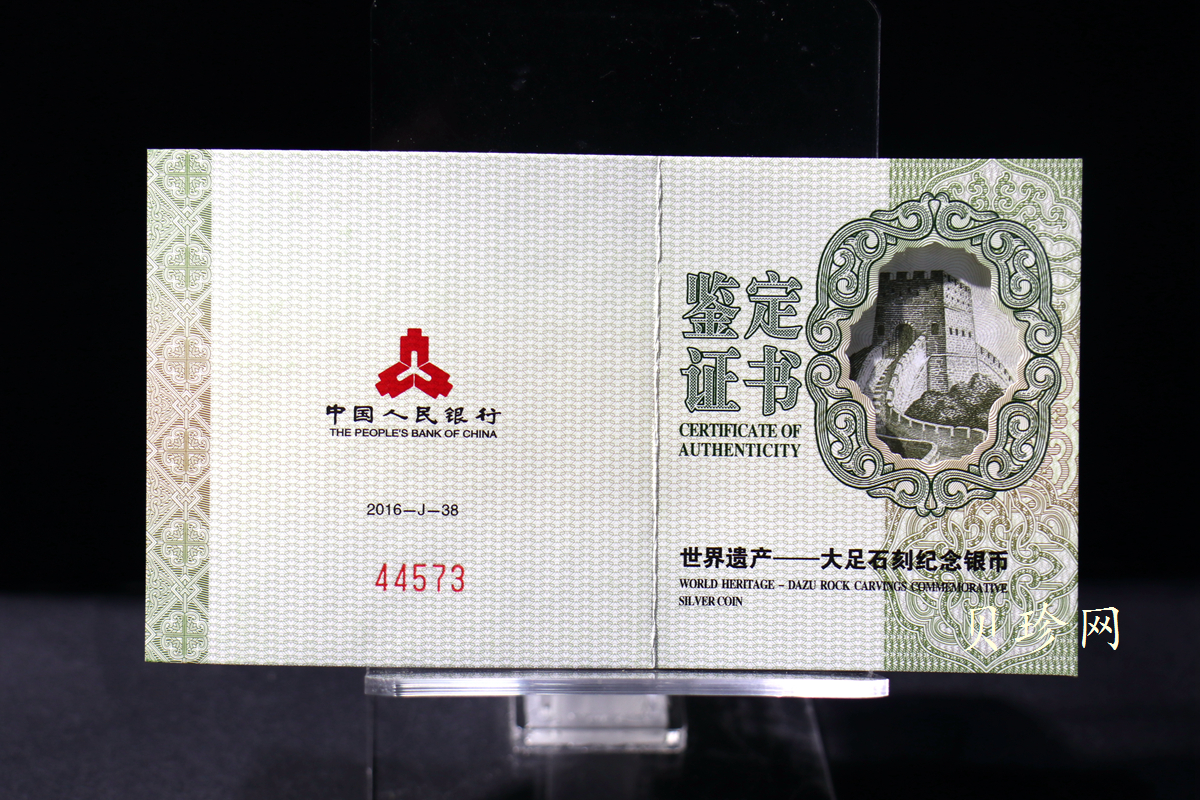 中国人民银行
THE PEOPLE'S BANK OF CHINA
2016—J—38
44573
鉴定
证书
CERTIFICATE OF
AUTHENTICITY
世界遗产——大足石刻纪念银币
WORLD HERITAGE – DAZU ROCK CARVINGS COMMEMORATIVE
SILVER COIN
贝珍网